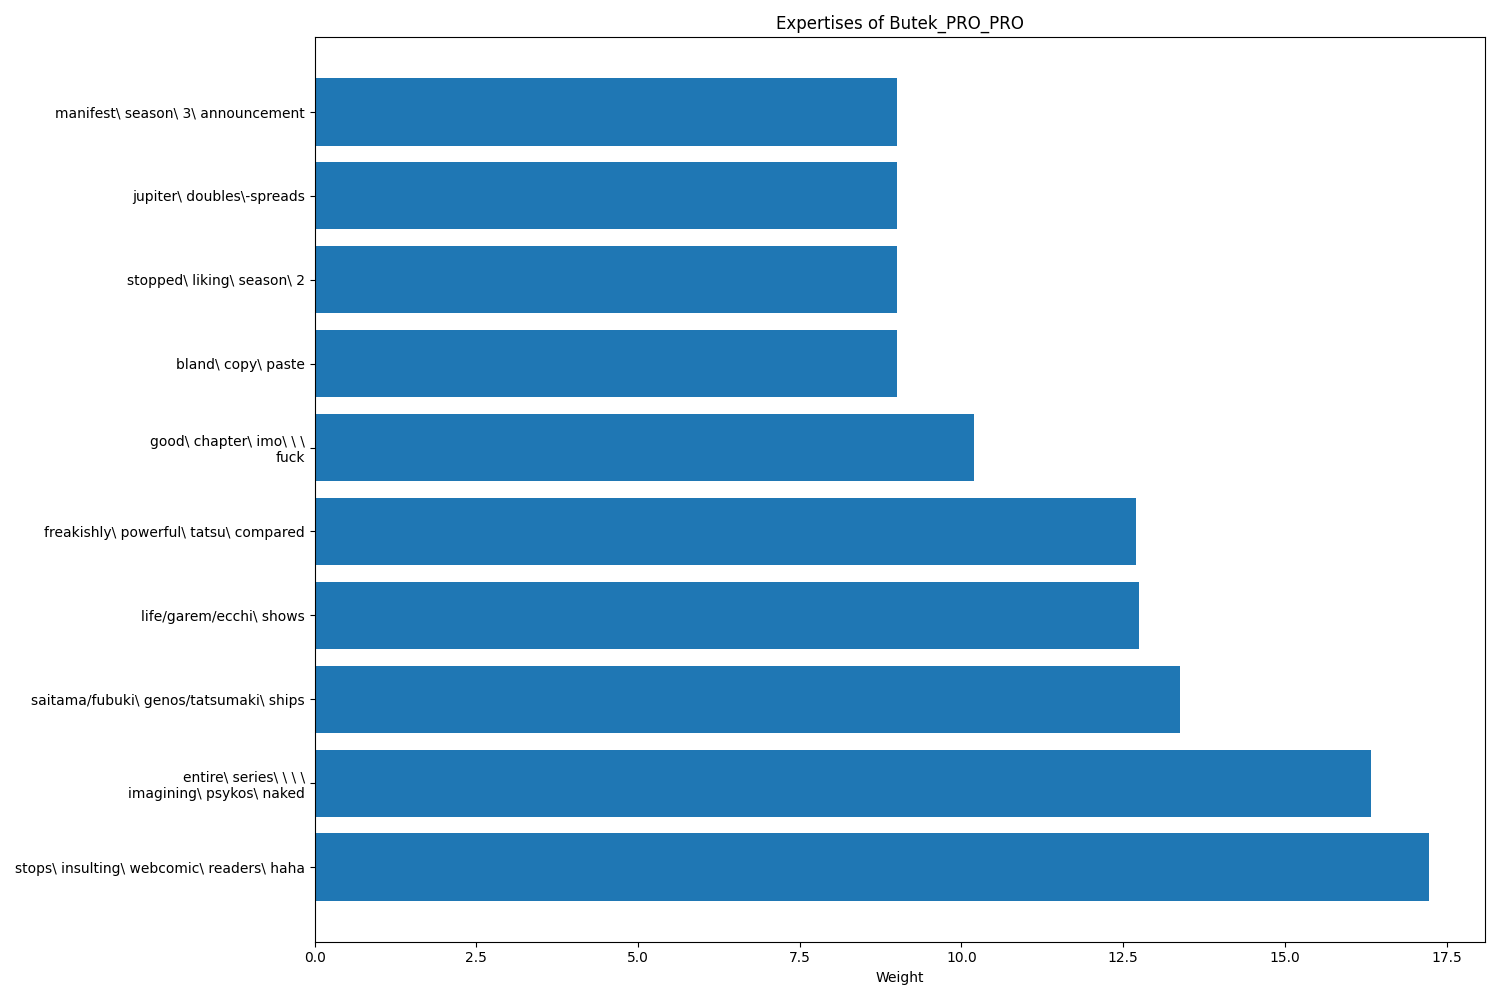 Expertises of Butek_PRO_PRO
manifest\ season\ 3\ announcement
jupiter\ doubles\-spreads
stopped\ liking\ season\ 2
bland\ copy\ paste
good\ chapter\ imo\ \ \
fuck
freakishly\ powerful\ tatsu\ compared
life/garem/ecchi\ shows
saitama/fubuki\ genos/tatsumaki\ ships
entire\ series\ \ \ \
imagining\ psykos\ naked
stops\ insulting\ webcomic\ readers\ haha
0.0 2.5 5.0 7.5 10.0 12.5 15.0 17.5
Weight